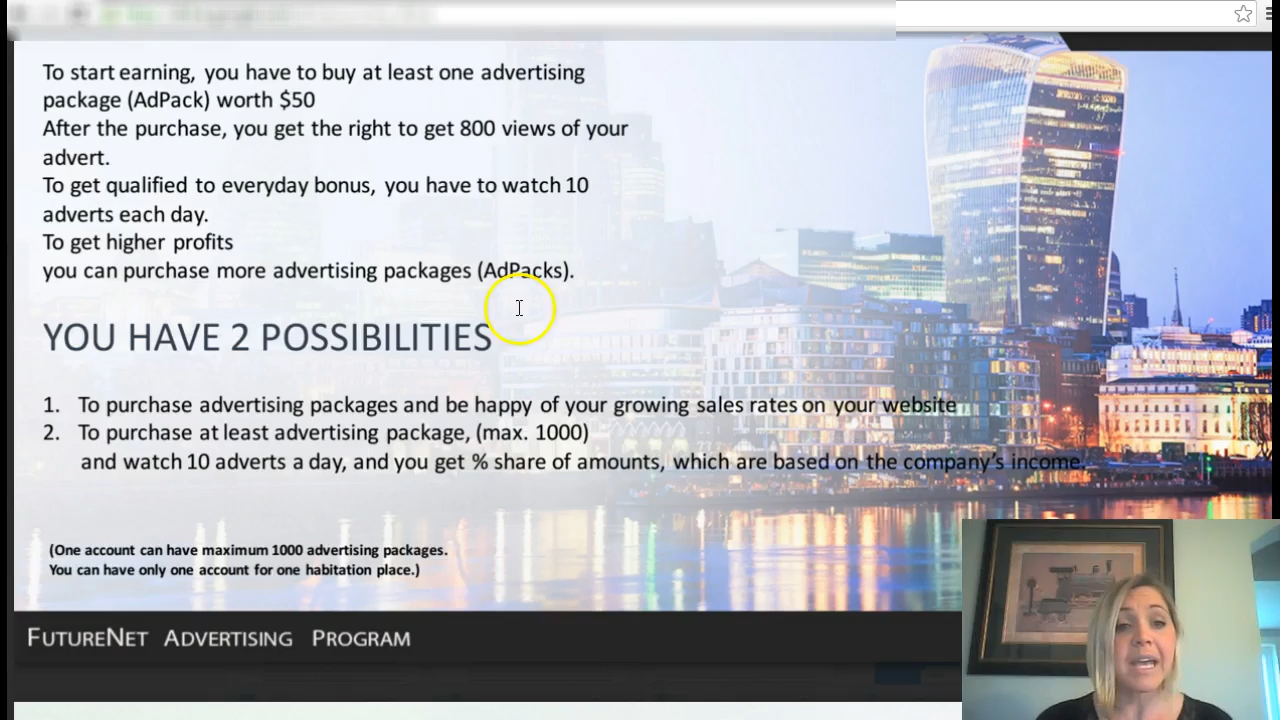 To start earning, you have to buy at least one advertising
package (AdPack) worth $50
After the purchase, you get the right to get 800 views of your
advert.
To get qualified to everyday bonus, you have to watch 10
adverts each day.
To get higher profits
you can purchase more advertising packages (AdPacks).
YOU HAVE 2 POSSIBILITIES
1. To purchase advertising packages and be happy of your growing sales rates on your website
2. To purchase at least advertising package, (max. 1000)
and watch 10 adverts a day, and you get % share of amounts, which are based on the company's income.
(One account can have maximum 1000 advertising packages.
You can have only one account for one habitation place.)
FUTURENET ADVERTISING PROGRAM